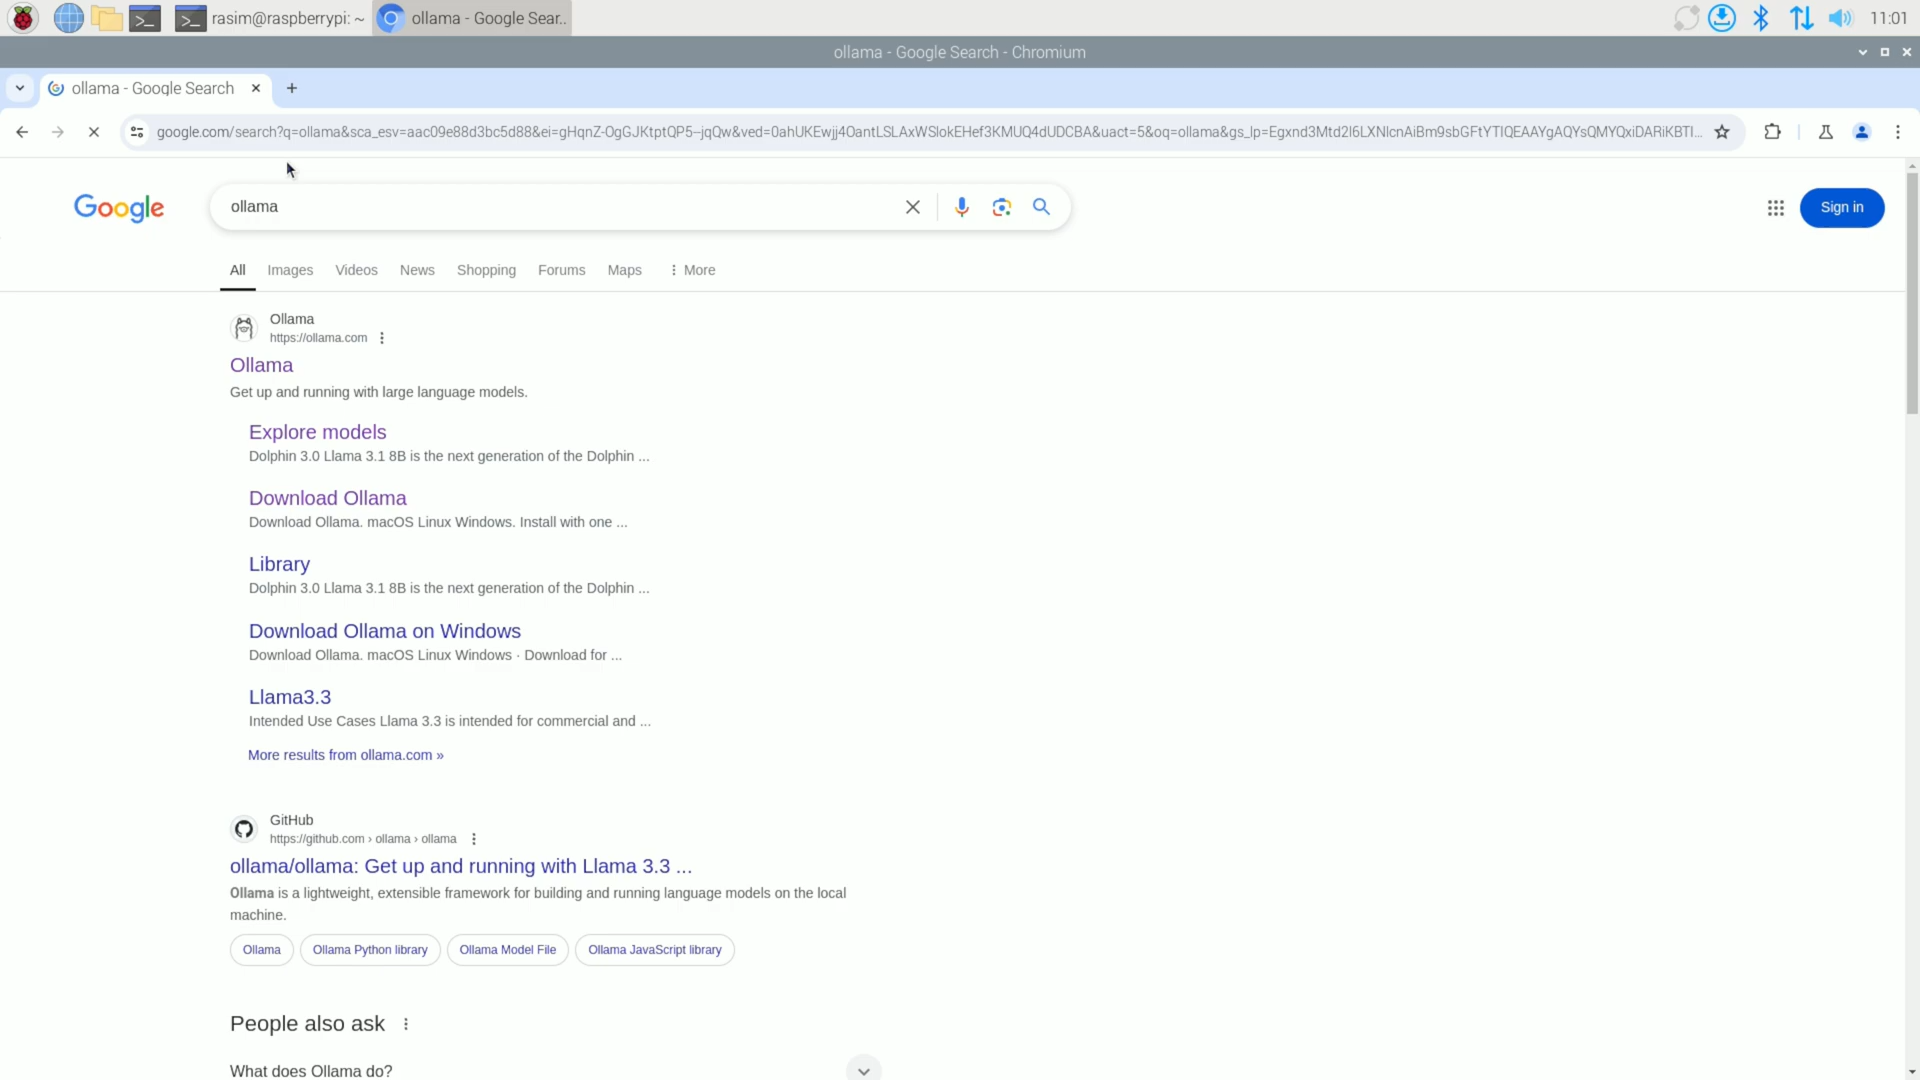 rasim@raspberrypi: ~
ollama - Google Sear..
11:01
ollama - Google Search - Chromium
ollama - Google Search
google.com/search?q=ollama&sca_esv=aac09e88d3bc5d88&ei=gHqnZ-OgGJKtptQP5--jqQw&ved=0ahUKEwjj4OantLSLAxWSlokEHef3KMUQ4dUDCBA&uact=5&oq=ollama&gs_lp=Egxnd3Mtd2l6LXNlcnAiBm9sbGFtYTIQEAAYgAQYsQMYQxiDARiKBTI...
Google
ollama
Sign in
All
Images
Videos
News
Shopping
Forums
Maps
More
Ollama
https://ollama.com
Ollama
Get up and running with large language models.
Explore models
Dolphin 3.0 Llama 3.1 8B is the next generation of the Dolphin ...
Download Ollama
Download Ollama. macOS Linux Windows. Install with one ...
Library
Dolphin 3.0 Llama 3.1 8B is the next generation of the Dolphin ...
Download Ollama on Windows
Download Ollama. macOS Linux Windows · Download for ...
Llama3.3
Intended Use Cases Llama 3.3 is intended for commercial and ...
More results from ollama.com »
GitHub
https://github.com › ollama › ollama
ollama/ollama: Get up and running with Llama 3.3 ...
Ollama is a lightweight, extensible framework for building and running language models on the local
machine.
Ollama
Ollama Python library
Ollama Model File
Ollama JavaScript library
People also ask
What does Ollama do?